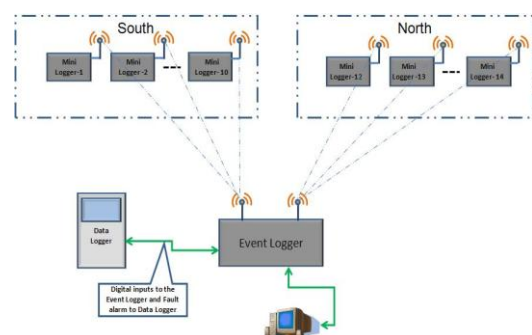 South
North
Mini
Logger-1
Mini
Logger-2
Mini
Logger-10
Mini
Logger-12
Mini
Logger-13
Mini
Logger-14
Data
Logger
Event Logger
Digital inputs to the
Event Logger and Fault
alarm to Data Logger